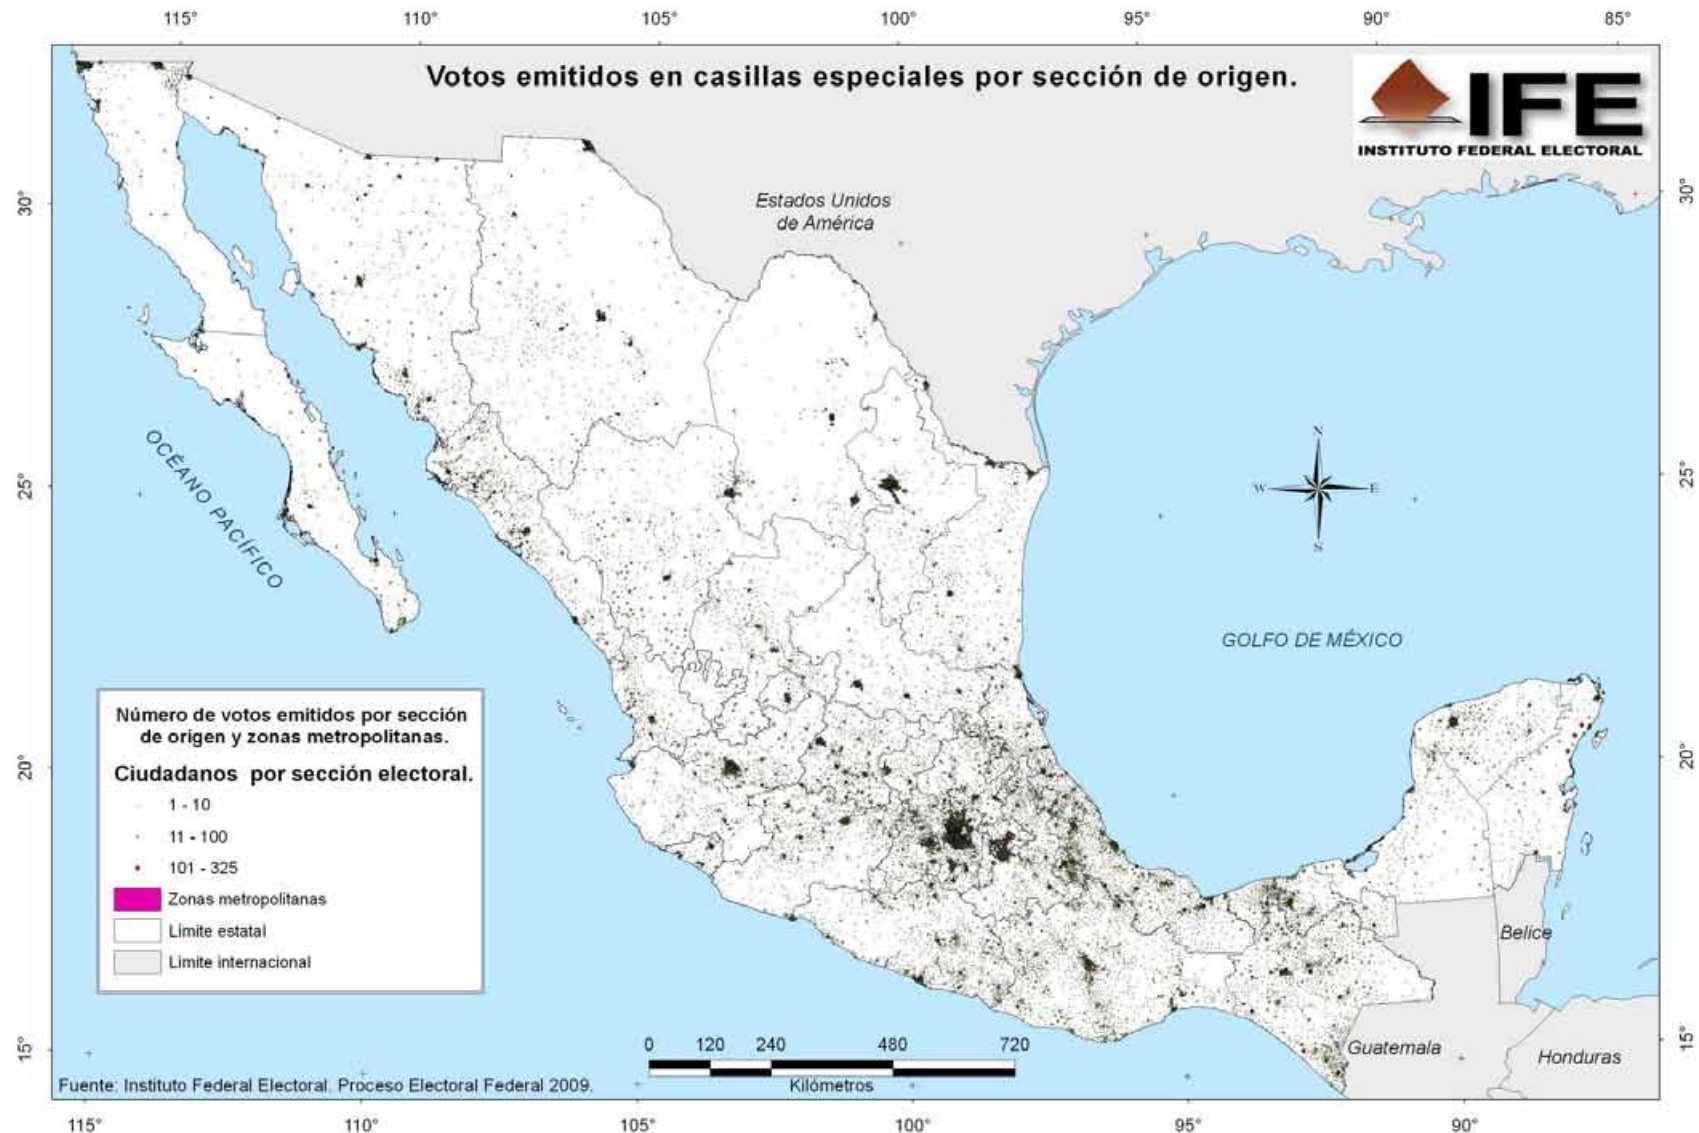 115° 110° 105° 100° 95° 90° 85°
Votos emitidos en casillas especiales por sección de origen.
IFE
INSTITUTO FEDERAL ELECTORAL
30° 30°
Estados Unidos
de América
OCÉANO PACÍFICO
N
W E
S
25° 25°
GOLFO DE MÉXICO
Número de votos emitidos por sección
de origen y zonas metropolitanas.
Ciudadanos por sección electoral.
1 - 10
11 - 100
101 - 325
Zonas metropolitanas
Limite estatal
Limite internacional
20° 20°
Belice
Guatemala
Honduras
15° 15°
0 120 240 480 720
Kilómetros
Fuente: Instituto Federal Electoral. Proceso Electoral Federal 2009.
115° 110° 105° 100° 95° 90°